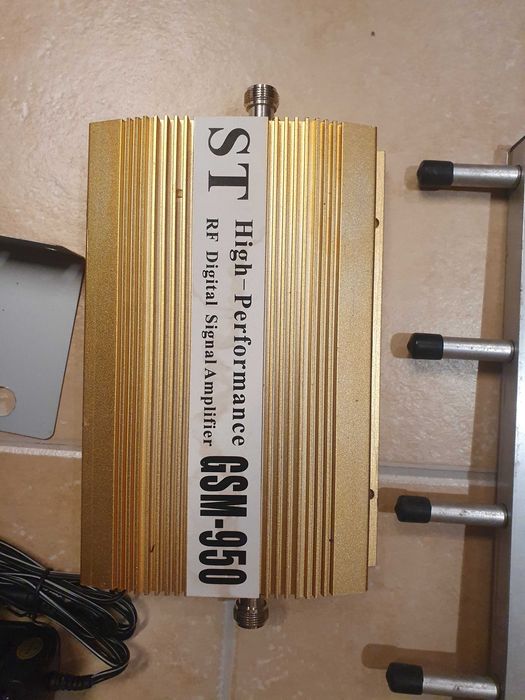 ST High-Performance
RF Digital Signal Amplifier
GSM-950